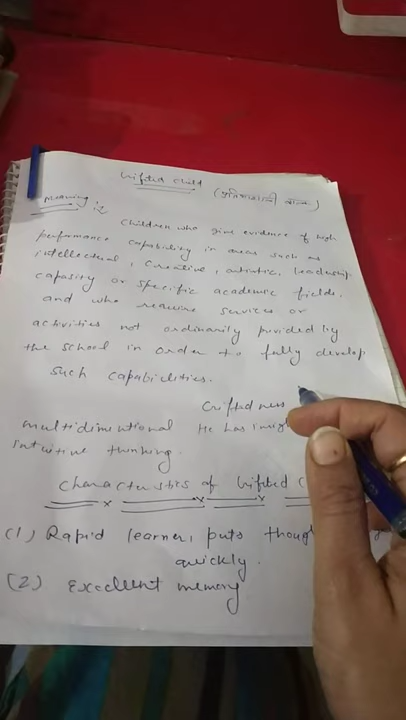 Gifted Child (प्रतिभाशाली बालक)
Meaning :-
Children who give evidence of high
performance capability in areas such as
intellectual, Creative, artistic, leadership
capasity or specific academic fields,
and who require services or
activities not ordinarily provided by
the school in order to fully develop
such capabilities.
Giftedness
multidimentional He has
intuitive thinking.
Characteristics of Gifted
(1) Rapid learner, puts
quickly.
(2) Excellent memory